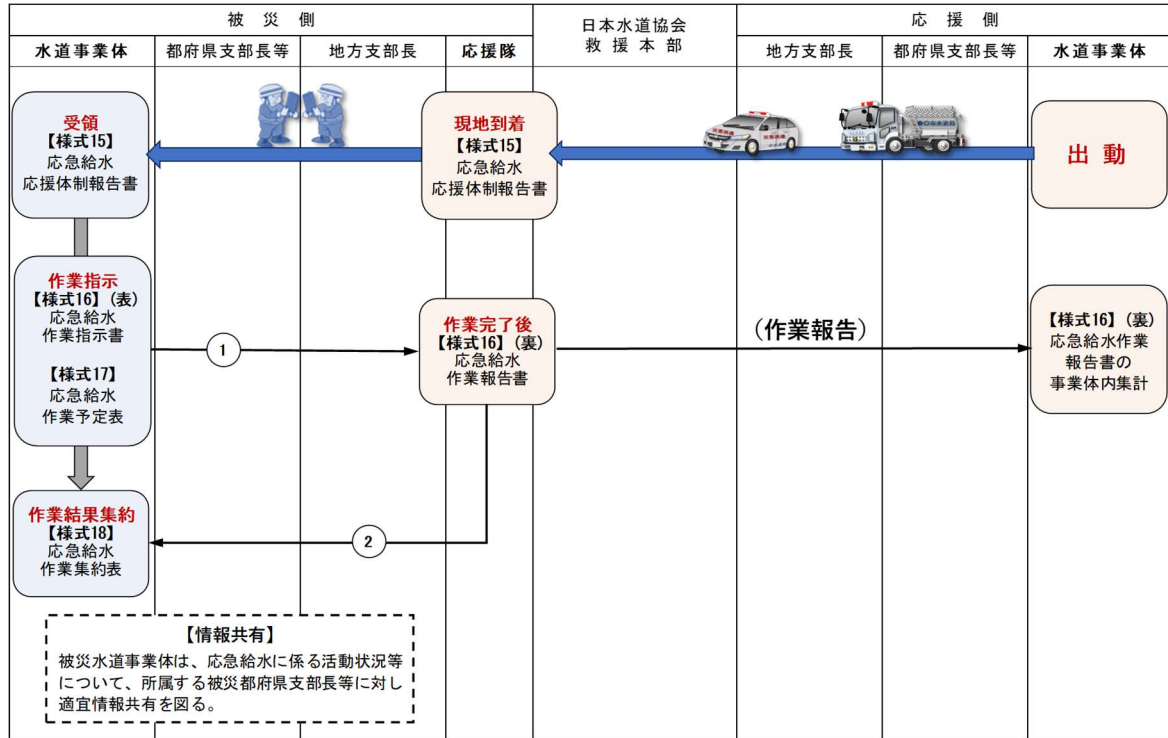 被災側
日本水道協会
救援本部
応援側
水道事業体
都府県支部長等
地方支部長
応援隊
地方支部長
都府県支部長等
水道事業体
受領
【様式15】
応急給水
応援体制報告書
現地到着
【様式15】
応急給水
応援体制報告書
出動
作業指示
【様式16】(表)
応急給水
作業指示書
【様式17】
応急給水
作業予定表
1
作業完了後
【様式16】(裏)
応急給水
作業報告書
(作業報告)
【様式16】(裏)
応急給水作業
報告書の
事業体内集計
作業結果集約
【様式18】
応急給水
作業集約表
2
【情報共有】
被災水道事業体は、応急給水に係る活動状況等
について、所属する被災都府県支部長等に対し
適宜情報共有を図る。